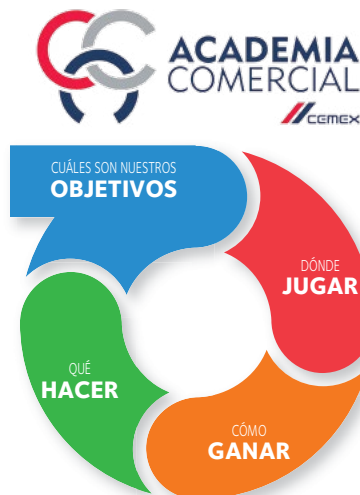 ACADEMIA
COMERCIAL
CEMEX
CUÁLES SON NUESTROS
OBJETIVOS
DÓNDE
JUGAR
QUÉ
HACER
CÓMO
GANAR